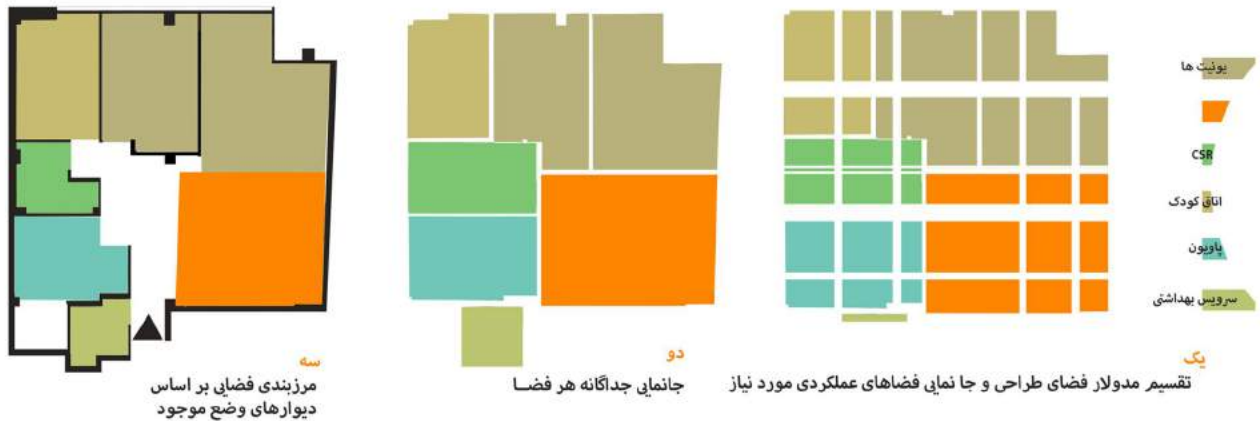 یونیت ها
CSR
اتاق کودک
پاویون
سرویس بهداشتی
یک
تقسیم مدولار فضای طراحی و جا نمایی فضاهای عملکردی مورد نیاز
دو
جانمایی جداگانه هر فضا
سه
مرزبندی فضایی بر اساس
دیوارهای وضع موجود